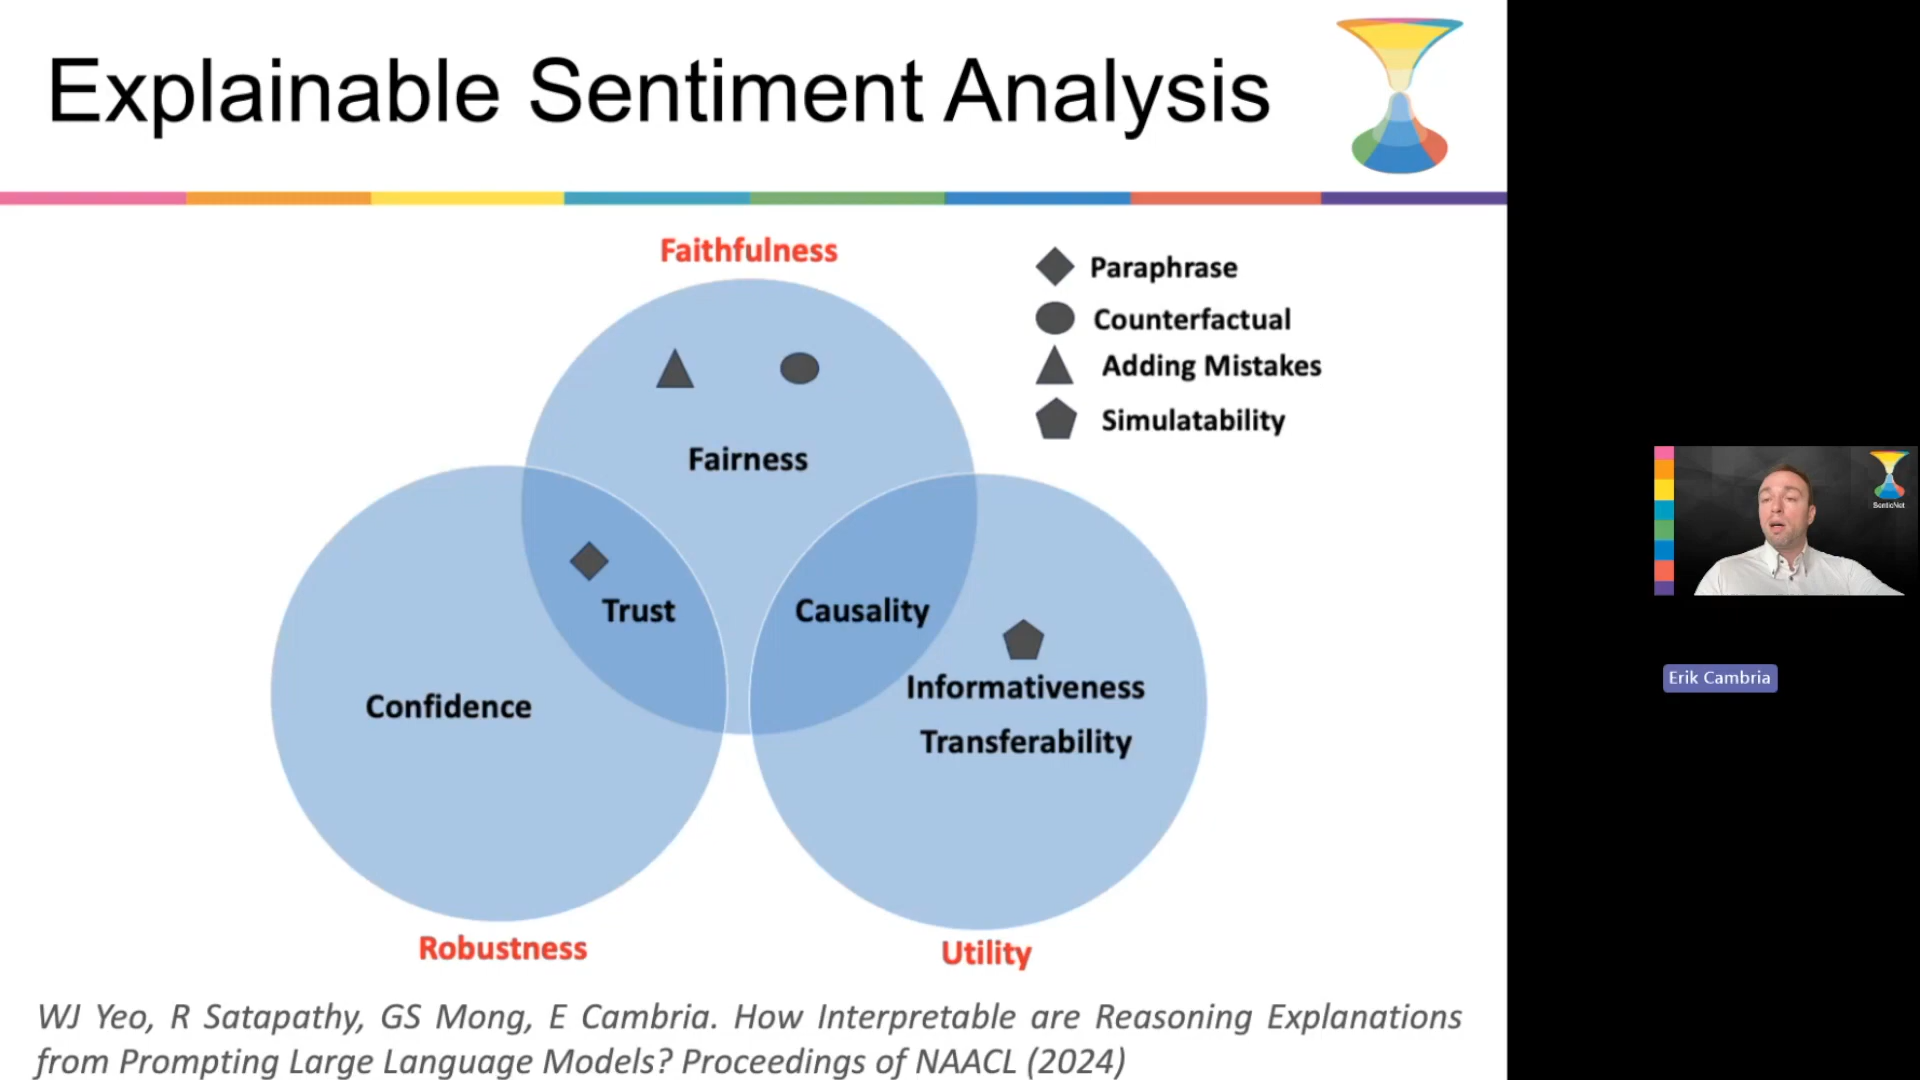 Explainable Sentiment Analysis
Faithfulness
Paraphrase
Counterfactual
Adding Mistakes
Simulatability
Fairness
Trust
Causality
Confidence
Informativeness
Transferability
Robustness
Utility
WJ Yeo, R Satapathy, GS Mong, E Cambria. How Interpretable are Reasoning Explanations
from Prompting Large Language Models? Proceedings of NAACL (2024)
SenticNet
Erik Cambria